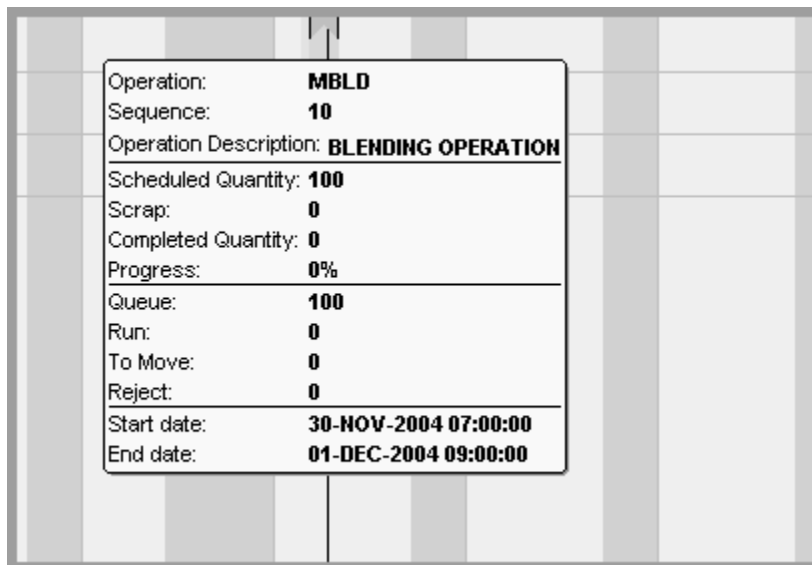 Operation: MBLD
Sequence: 10
Operation Description: BLENDING OPERATION
Scheduled Quantity: 100
Scrap: 0
Completed Quantity: 0
Progress: 0%
Queue: 100
Run: 0
To Move: 0
Reject: 0
Start date: 30-NOV-2004 07:00:00
End date: 01-DEC-2004 09:00:00